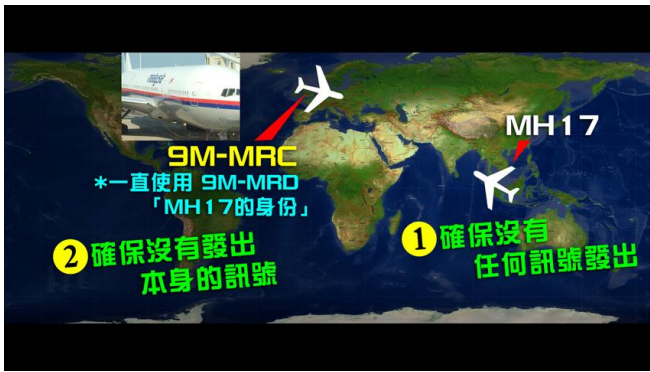 MH17
9M-MRC
*一直使用 9M-MRD
「MH17的身份」
1 確保沒有
任何訊號發出
2 確保沒有發出
本身的訊號